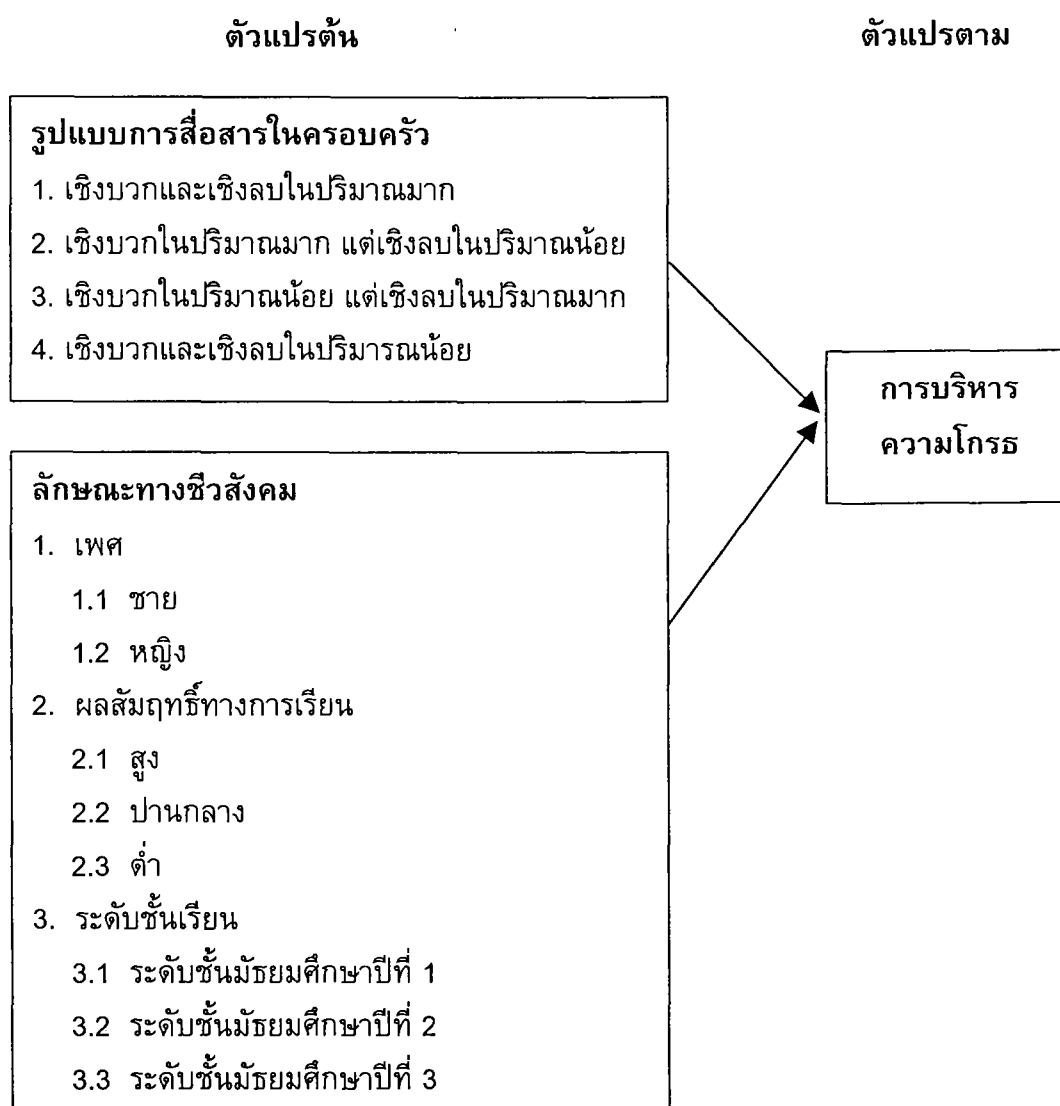 ตัวแปรต้น
ตัวแปรตาม
รูปแบบการสื่อสารในครอบครัว
1. เชิงบวกและเชิงลบในปริมาณมาก
2. เชิงบวกในปริมาณมาก แต่เชิงลบในปริมาณน้อย
3. เชิงบวกในปริมาณน้อย แต่เชิงลบในปริมาณมาก
4. เชิงบวกและเชิงลบในปริมารณน้อย
การบริหาร
ความโกรธ
ลักษณะทางชีวสังคม
1. เพศ
1.1 ชาย
1.2 หญิง
2. ผลสัมฤทธิ์ทางการเรียน
2.1 สูง
2.2 ปานกลาง
2.3 ต่ำ
3. ระดับชั้นเรียน
3.1 ระดับชั้นมัธยมศึกษาปีที่ 1
3.2 ระดับชั้นมัธยมศึกษาปีที่ 2
3.3 ระดับชั้นมัธยมศึกษาปีที่ 3